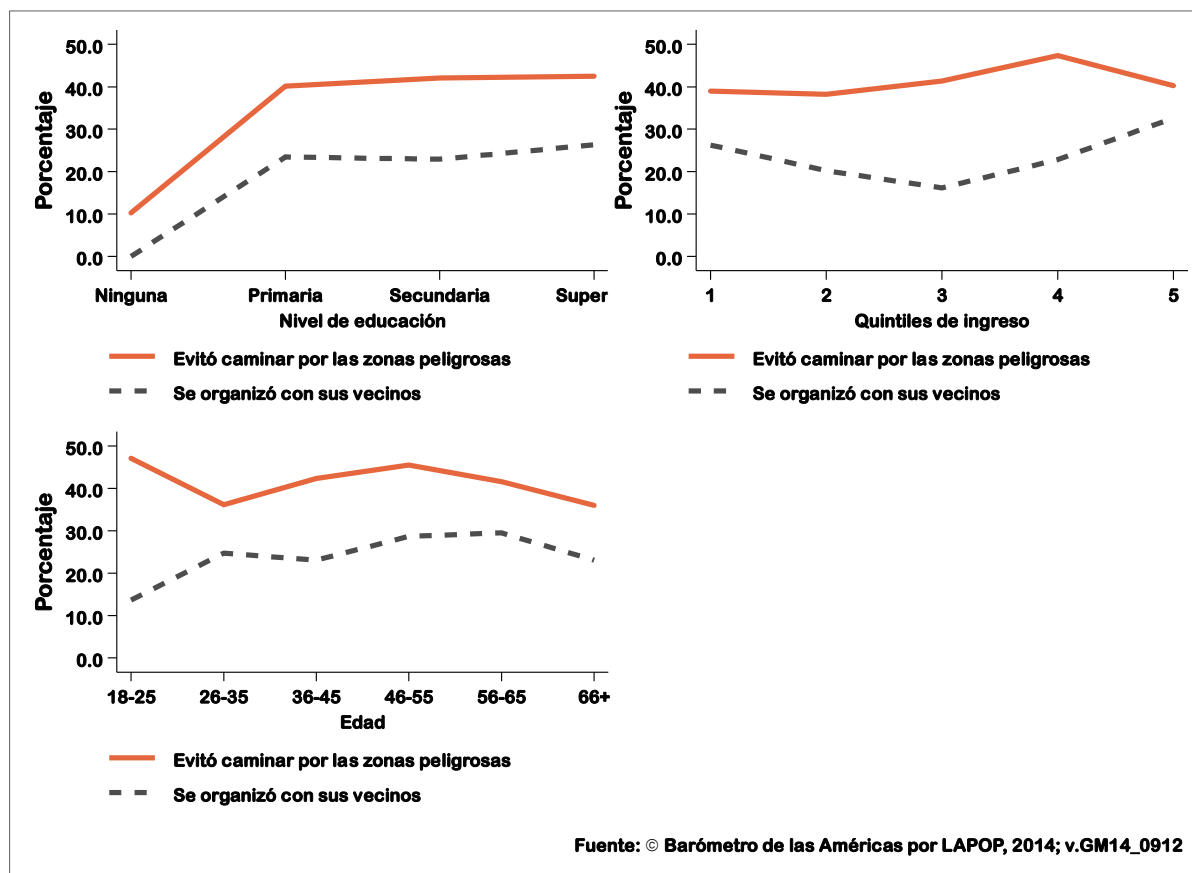 Porcentaje
50.0
40.0
30.0
20.0
10.0
0.0
Ninguna Primaria Secundaria Super
Nivel de educación
Evitó caminar por las zonas peligrosas
Se organizó con sus vecinos
Porcentaje
50.0
40.0
30.0
20.0
10.0
0.0
1 2 3 4 5
Quintiles de ingreso
Evitó caminar por las zonas peligrosas
Se organizó con sus vecinos
Porcentaje
50.0
40.0
30.0
20.0
10.0
0.0
18-25 26-35 36-45 46-55 56-65 66+
Edad
Evitó caminar por las zonas peligrosas
Se organizó con sus vecinos
Fuente: © Barómetro de las Américas por LAPOP, 2014; v.GM14_0912